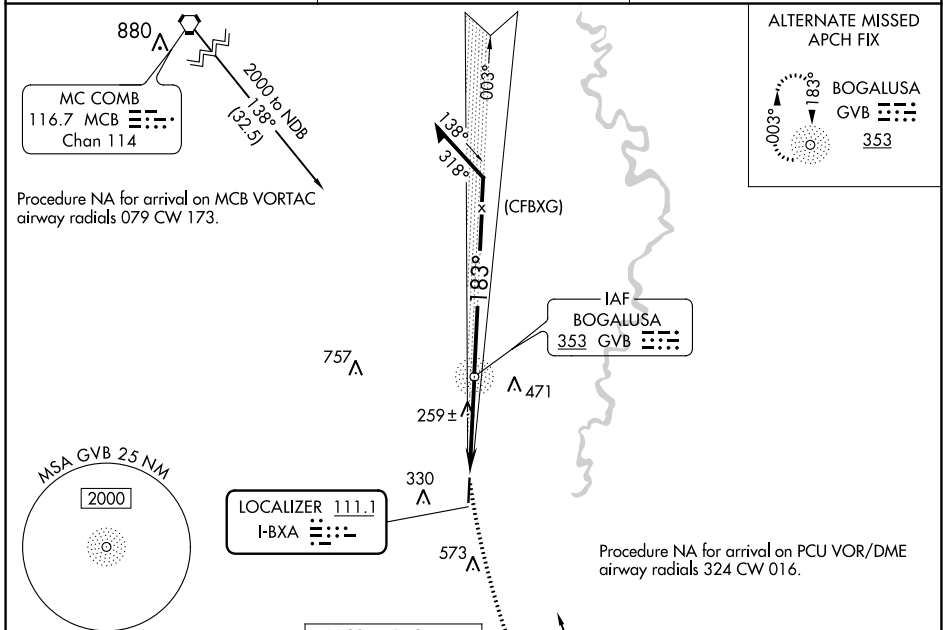 880
MC COMB
116.7 MCB
Chan 114
2000 to NDB
138°
(32.5)
Procedure NA for arrival on MCB VORTAC
airway radials 079 CW 173.
003°
138°
318°
(CFBXG)
183°
ALTERNATE MISSED
APCH FIX
003°
183°
BOGALUSA
GVB
353
IAF
BOGALUSA
353 GVB
757
471
259 ±
MSA GVB 25 NM
2000
330
LOCALIZER 111.1
I-BXA
573
Procedure NA for arrival on PCU VOR/DME
airway radials 324 CW 016.